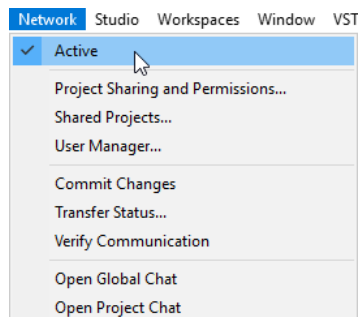 Network Studio Workspaces Window VST
Active
Project Sharing and Permissions...
Shared Projects...
User Manager...
Commit Changes
Transfer Status...
Verify Communication
Open Global Chat
Open Project Chat